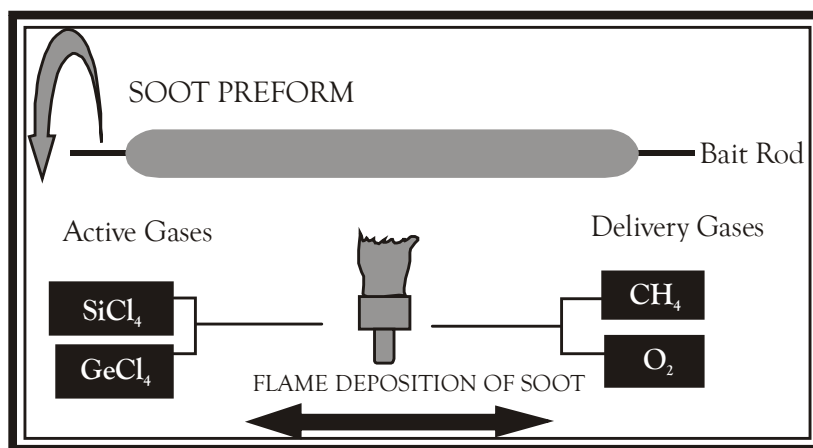 SOOT PREFORM
Bait Rod
Active Gases
Delivery Gases
SiCl₄
CH₄
GeCl₄
O₂
FLAME DEPOSITION OF SOOT